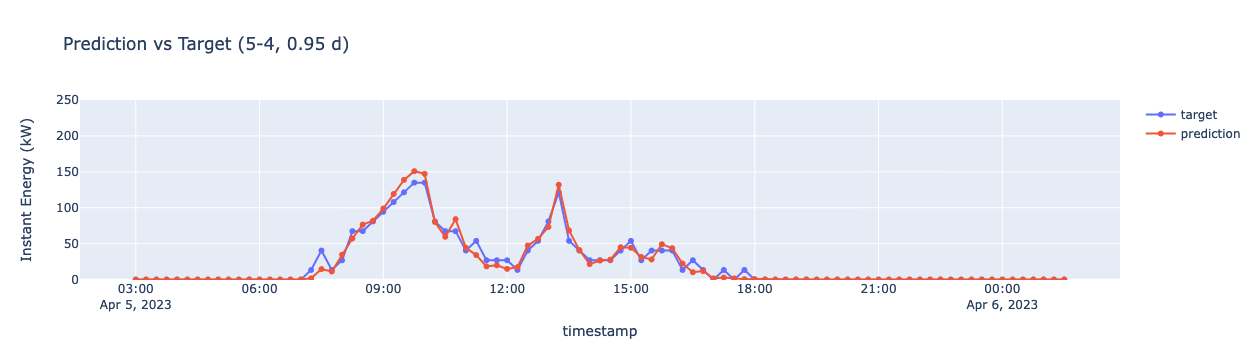 Prediction vs Target (5-4, 0.95 d)
250
200
150
100
50
0
Instant Energy (kW)
target
prediction
03:00 06:00 09:00 12:00 15:00 18:00 21:00 00:00
Apr 5, 2023 Apr 6, 2023
timestamp